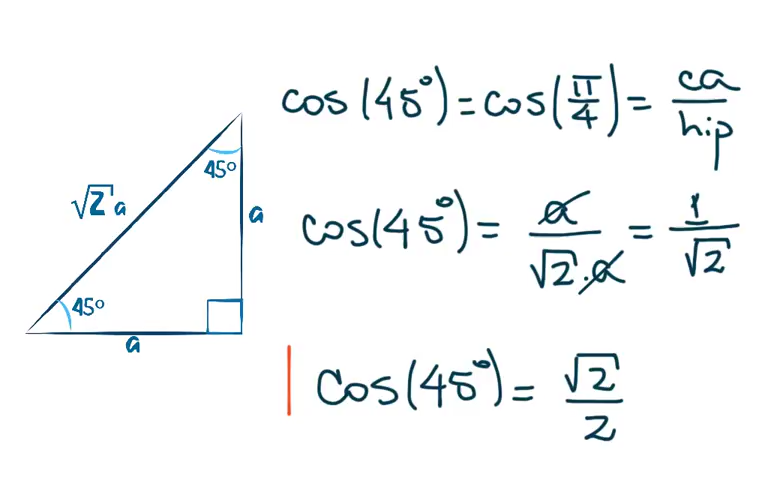 cos(45°) = cos(π/4) = ca/hip
45°
√2 a
a
cos(45°) = a/√2·a = 1/√2
45°
a
cos(45°) = √2/2